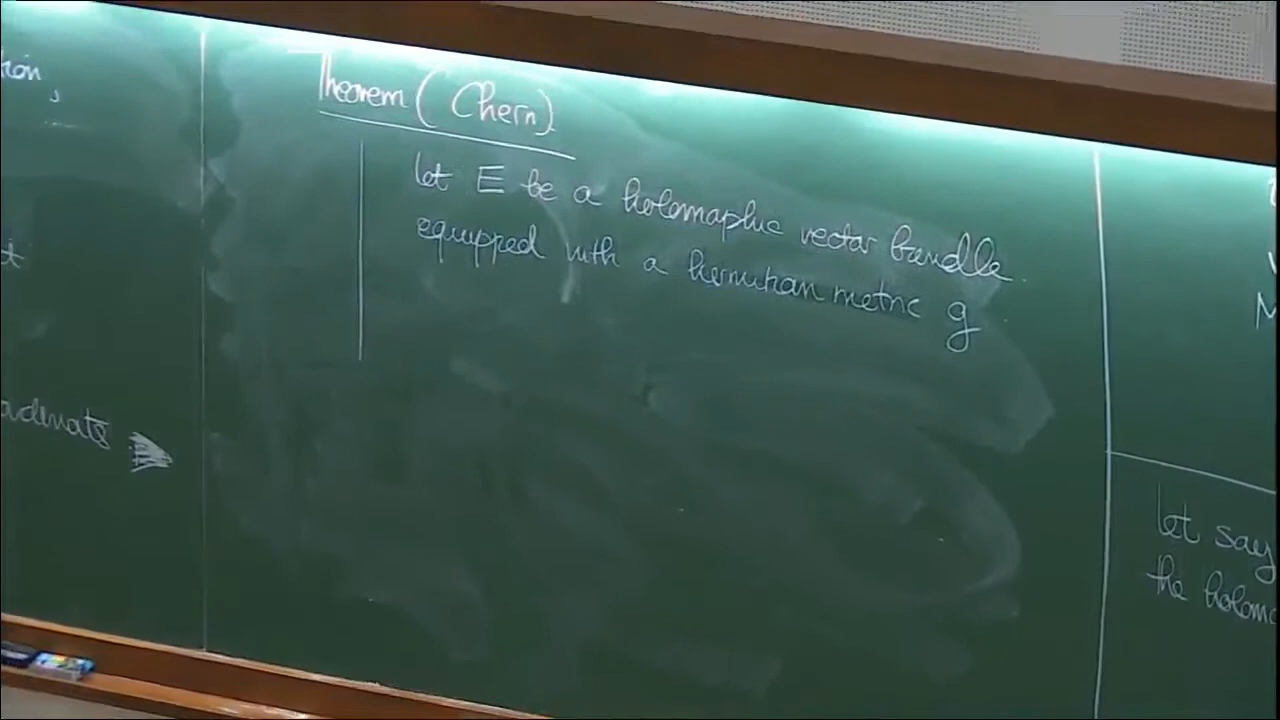 Theorem (Chern).
let E be a holomorphic vector bundle
equipped with a hermitian metric g
let say
the holom